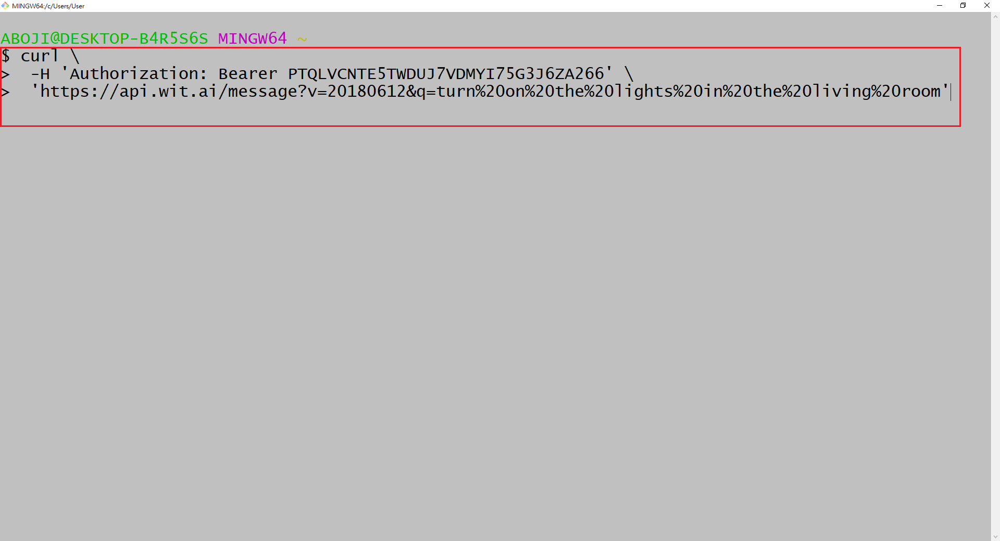 MINGW64:/c/Users/User
ABOJI@DESKTOP-B4R5S6S MINGW64 ~
$ curl \
>  -H 'Authorization: Bearer PTQLVCNTE5TWDUJ7VDMYI75G3J6ZA266' \
>  'https://api.wit.ai/message?v=20180612&q=turn%20on%20the%20lights%20in%20the%20living%20room'